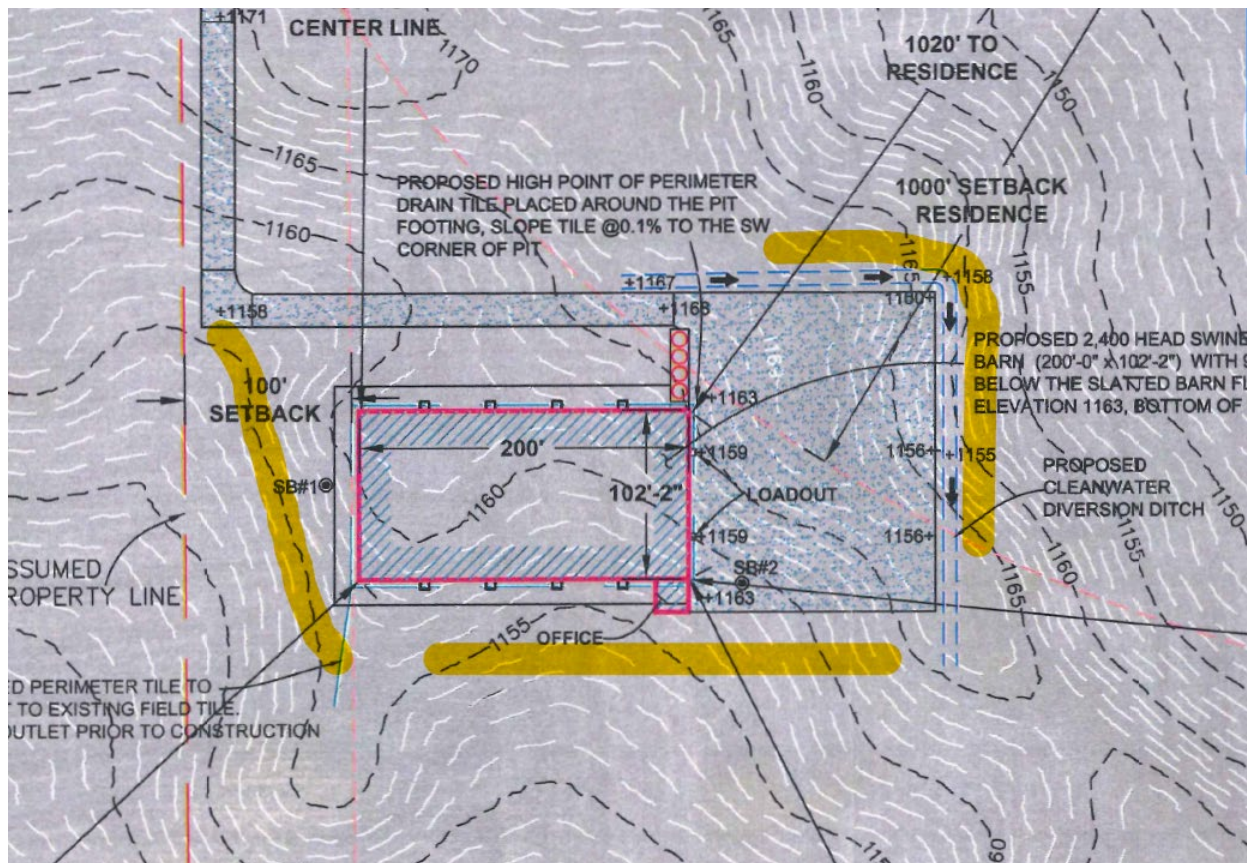 +1171
CENTER LINE
1170
1020' TO
RESIDENCE
1160
1150
1165
PROPOSED HIGH POINT OF PERIMETER
DRAIN TILE PLACED AROUND THE PIT
FOOTING, SLOPE TILE @0.1% TO THE SW
CORNER OF PIT
1000' SETBACK
RESIDENCE
1160
1165
1155
+1167
+1158
+1158
+1168
1160+
1150
PROPOSED 2,400 HEAD SWINE
BARN (200'-0" x 102'-2") WITH 9
BELOW THE SLATTED BARN FL
ELEVATION 1163, BOTTOM OF
100'
SETBACK
+1163
200'
+1159
1156+
+1155
PROPOSED
CLEANWATER
DIVERSION DITCH
SB#1
1160
102'-2"
LOADOUT
1150
+1159
1156+
1155
SSUMED
ROPERTY LINE
SB#2
+1163
1160
1165
1155
OFFICE
ED PERIMETER TILE TO
T TO EXISTING FIELD TILE.
OUTLET PRIOR TO CONSTRUCTION